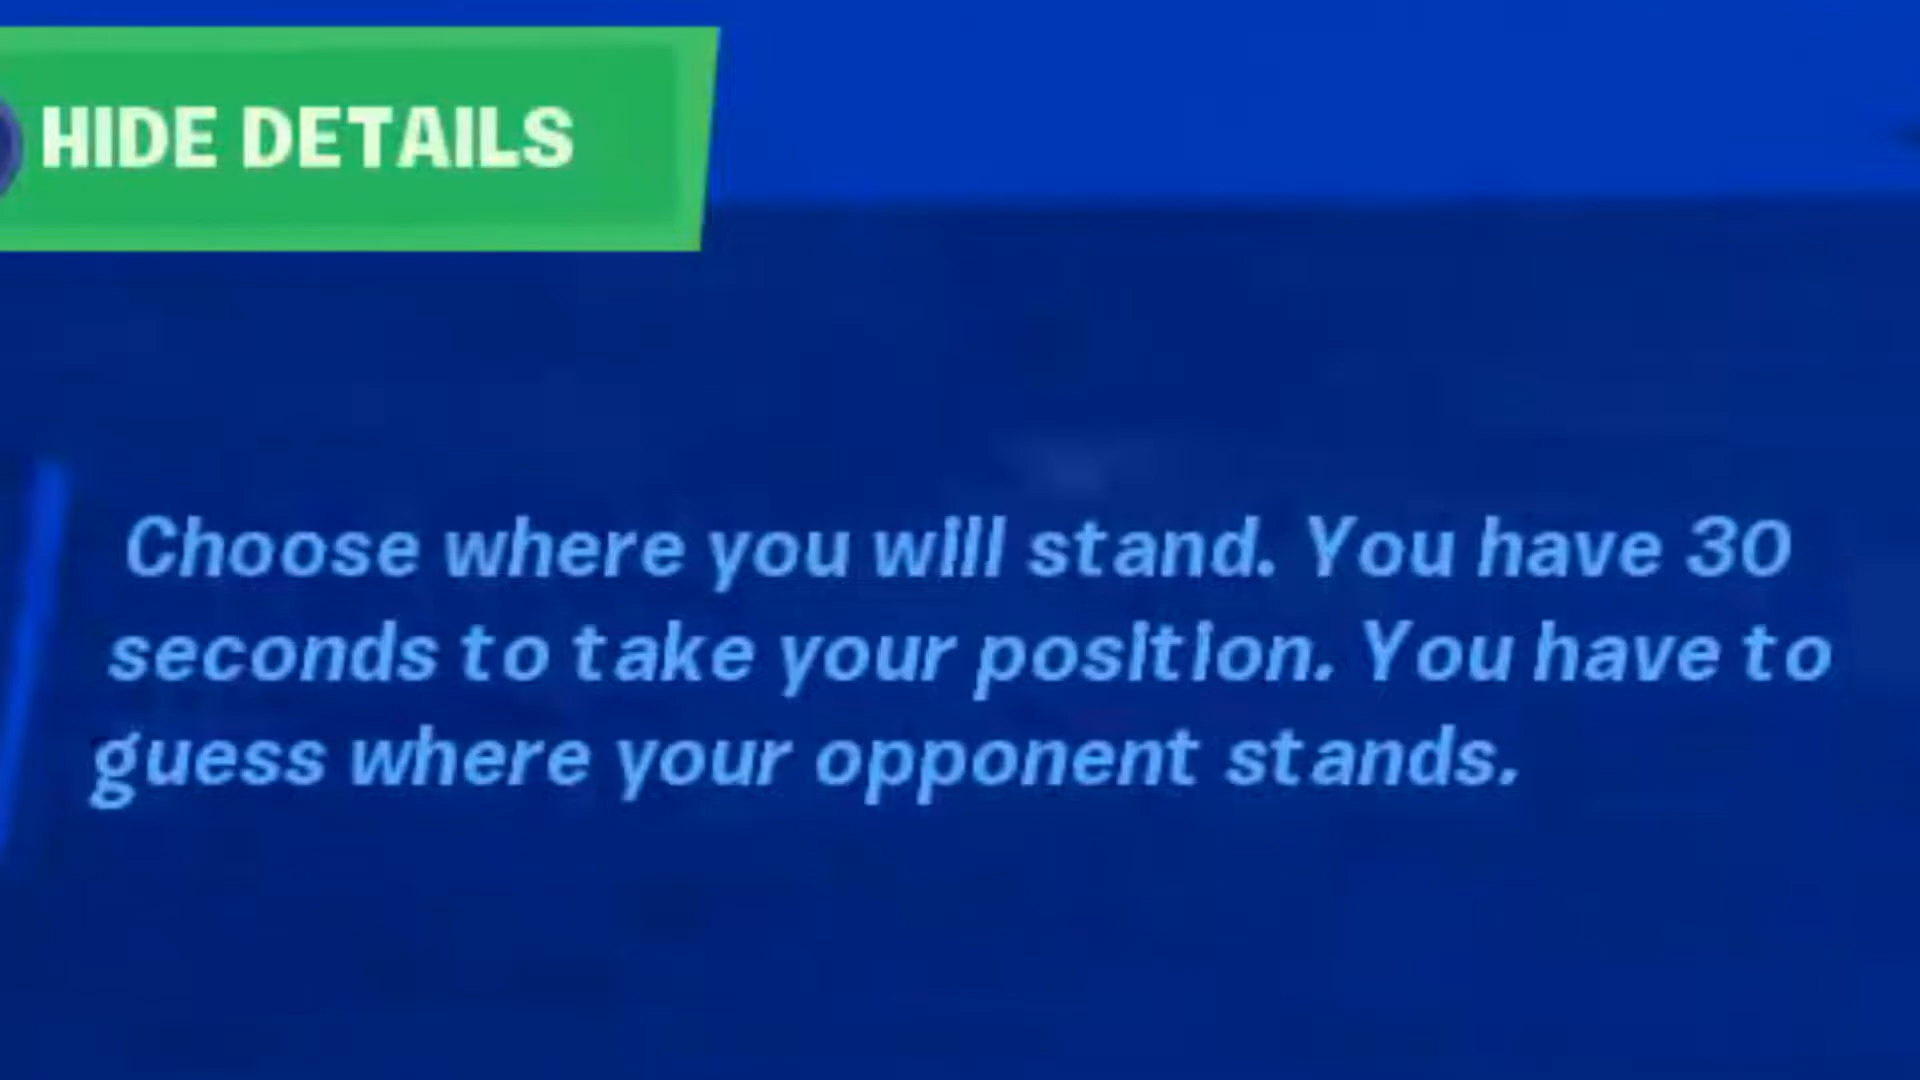 HIDE DETAILS
Choose where you will stand. You have 30
seconds to take your position. You have to
guess where your opponent stands.